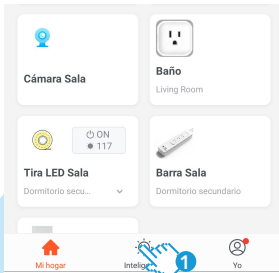 Cámara Sala
Baño
Living Room
ON
117
Tira LED Sala
Dormitorio secu...
Barra Sala
Dormitorio secundario
Mi hogar
1
Yo